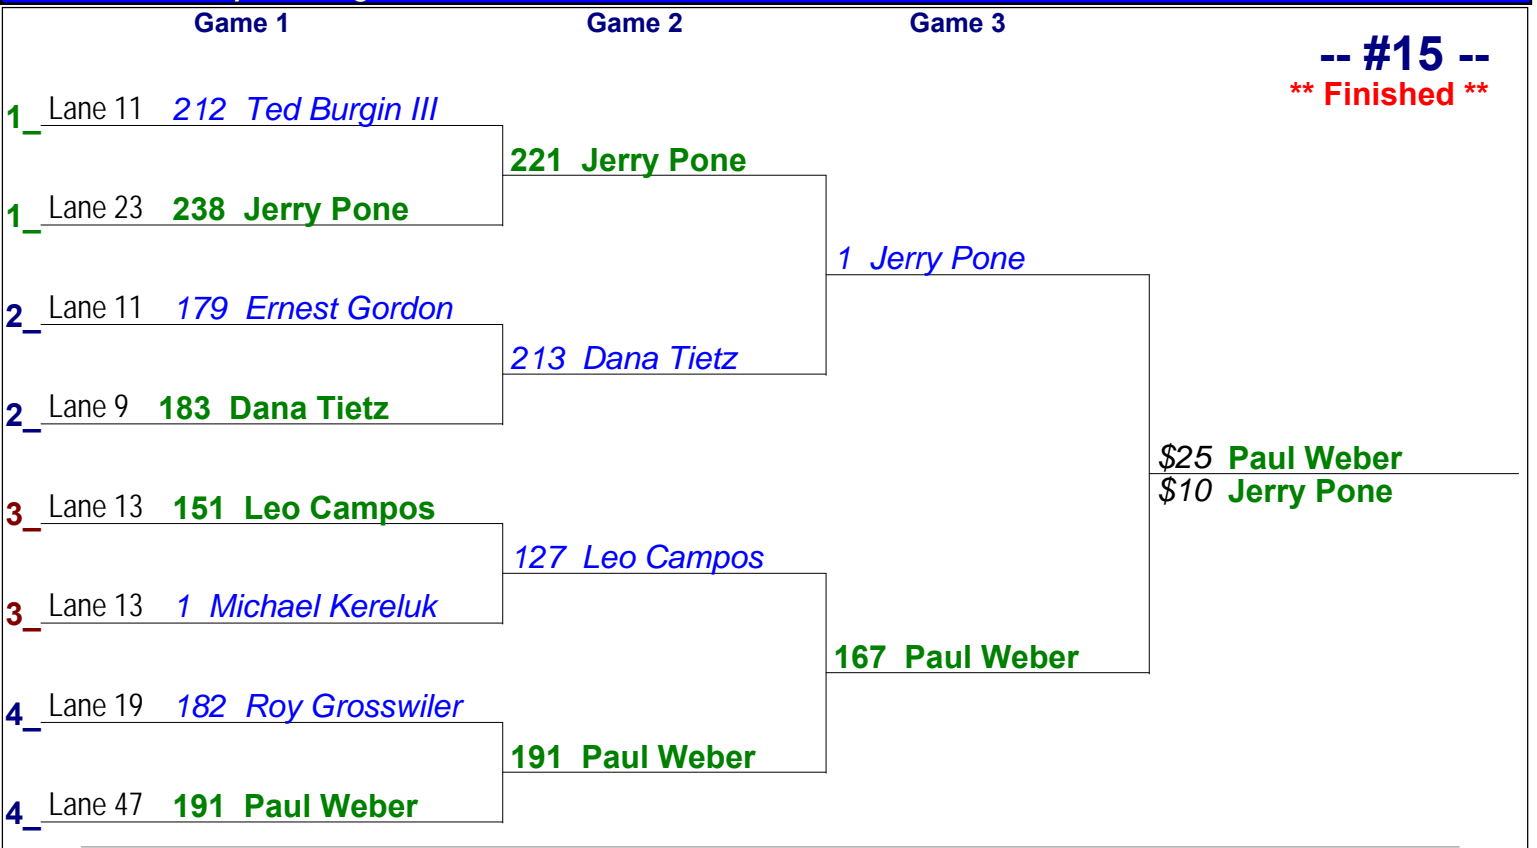 Game 1 Game 2 Game 3
-- #15 --
** Finished **
1_ Lane 11 212 Ted Burgin III
221 Jerry Pone
1_ Lane 23 238 Jerry Pone
1 Jerry Pone
2_ Lane 11 179 Ernest Gordon
213 Dana Tietz
2_ Lane 9 183 Dana Tietz
$25 Paul Weber
$10 Jerry Pone
3_ Lane 13 151 Leo Campos
127 Leo Campos
3_ Lane 13 1 Michael Kereluk
167 Paul Weber
4_ Lane 19 182 Roy Grosswiler
191 Paul Weber
4_ Lane 47 191 Paul Weber